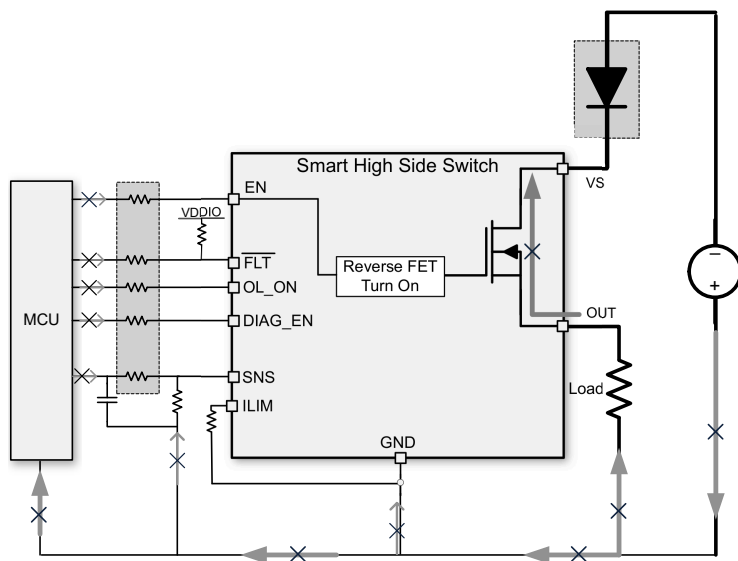 Smart High Side Switch
VS
EN
VDDIO
FLT
OL_ON
DIAG_EN
MCU
Reverse FET
Turn On
OUT
SNS
ILIM
Load
GND
−
+